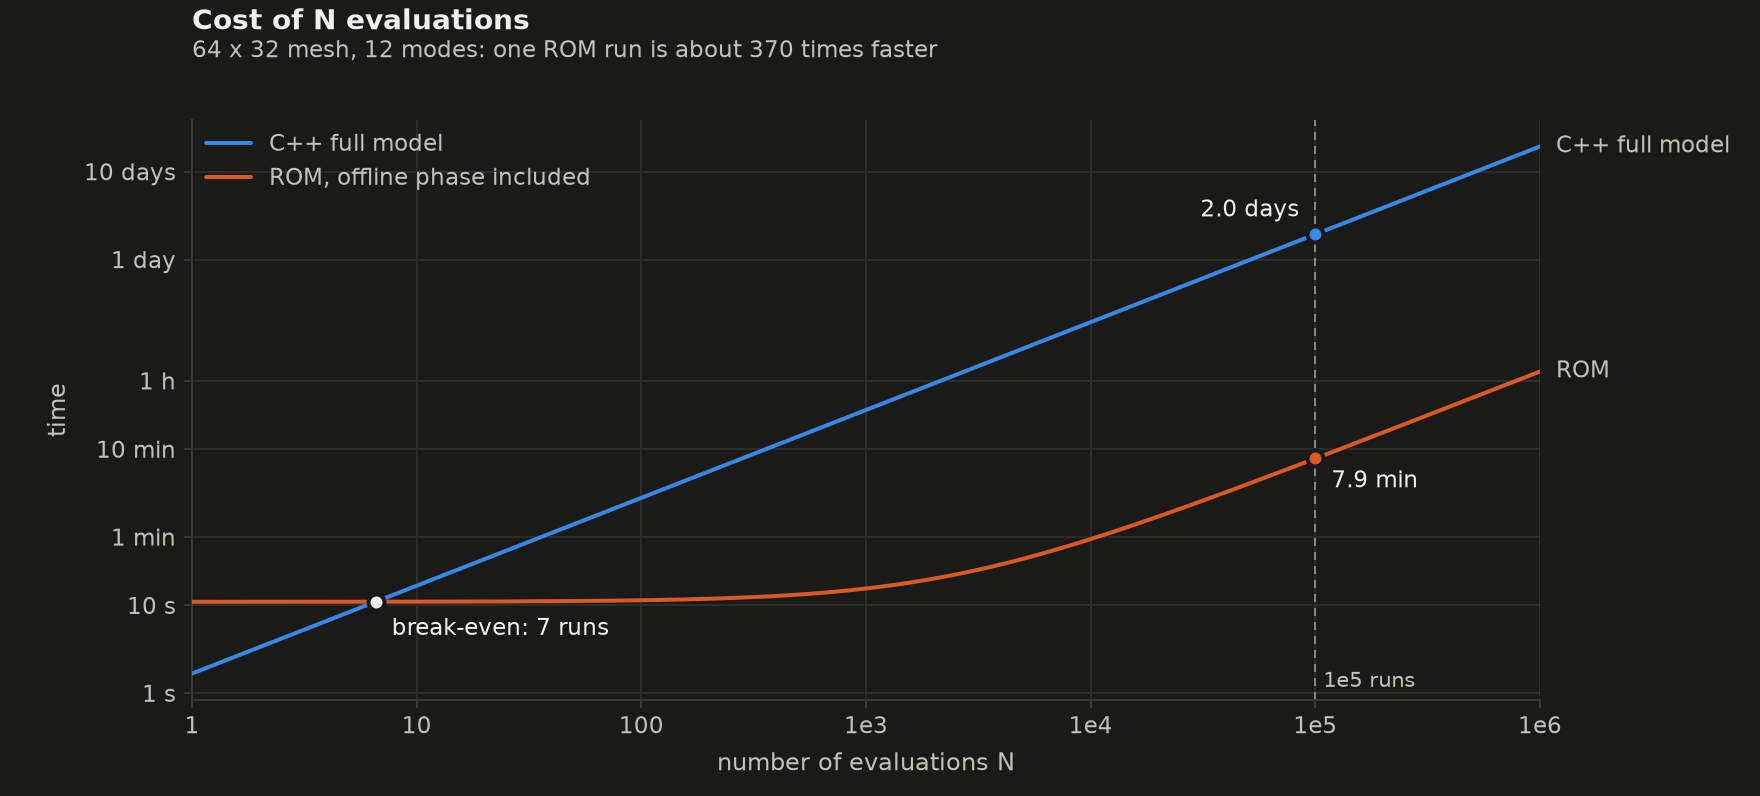 Cost of N evaluations
64 x 32 mesh, 12 modes: one ROM run is about 370 times faster
C++ full model
ROM, offline phase included
10 days
1 day
1 h
10 min
1 min
10 s
1 s
time
2.0 days
7.9 min
break-even: 7 runs
1e5 runs
C++ full model
ROM
1
10
100
1e3
1e4
1e5
1e6
number of evaluations N